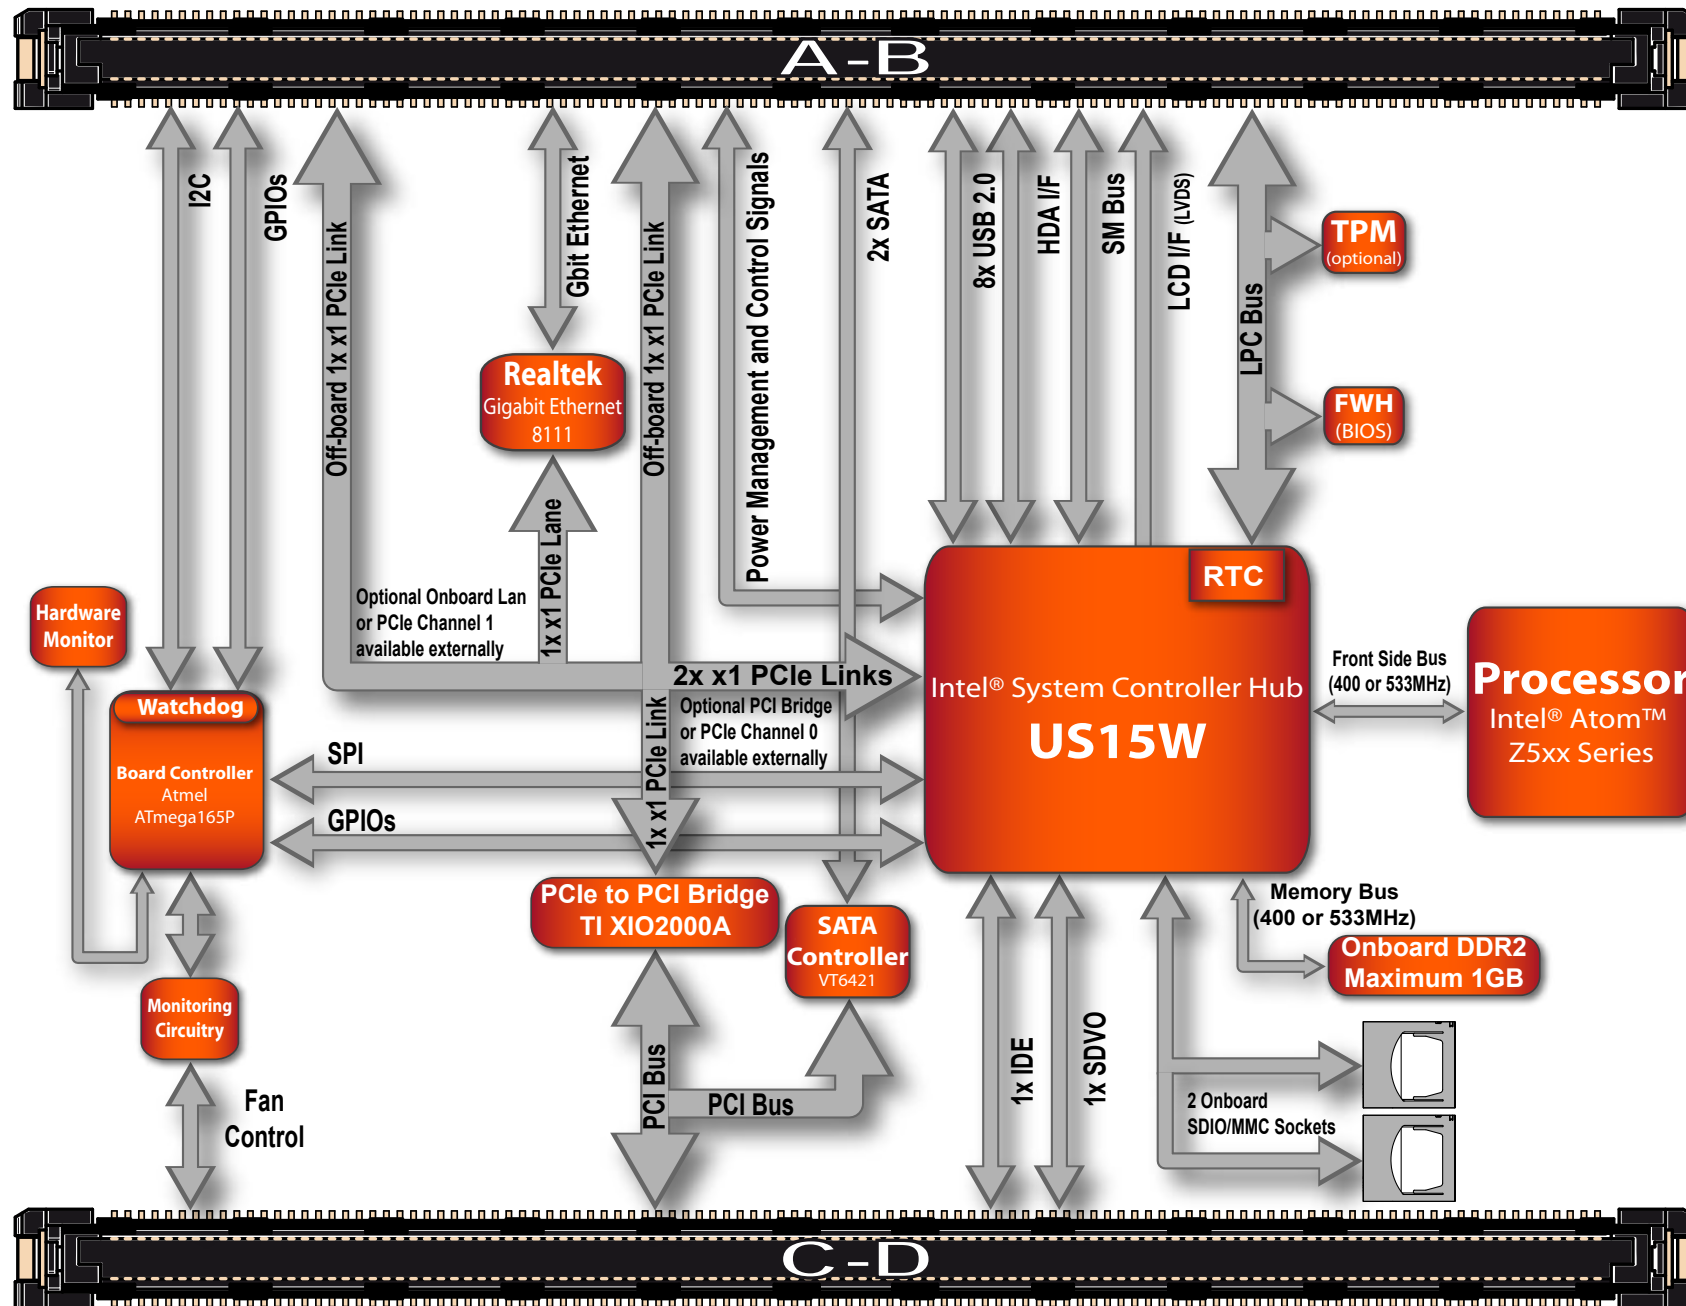 A-B
I2C
GPIOs
Off-board 1x x1 PCIe Link
Gbit Ethernet
Off-board 1x x1 PCIe Link
Power Management and Control Signals
2x SATA
8x USB 2.0
HDA I/F
SM Bus
LCD I/F (LVDS)
LPC Bus
TPM
(optional)
FWH
(BIOS)
Realtek
Gigabit Ethernet
8111
1x x1 PCIe Lane
Optional Onboard Lan
or PCIe Channel 1
available externally
Hardware
Monitor
Watchdog
Board Controller
Atmel
ATmega165P
SPI
GPIOs
2x x1 PCIe Links
Optional PCI Bridge
or PCIe Channel 0
available externally
1x x1 PCIe Link
RTC
Intel® System Controller Hub
US15W
Front Side Bus
(400 or 533MHz)
Processor
Intel® Atom™
Z5xx Series
PCIe to PCI Bridge
TI XIO2000A
SATA
Controller
VT6421
Memory Bus
(400 or 533MHz)
Onboard DDR2
Maximum 1GB
Monitoring
Circuitry
Fan
Control
PCI Bus
PCI Bus
1x IDE
1x SDVO
2 Onboard
SDIO/MMC Sockets
C-D